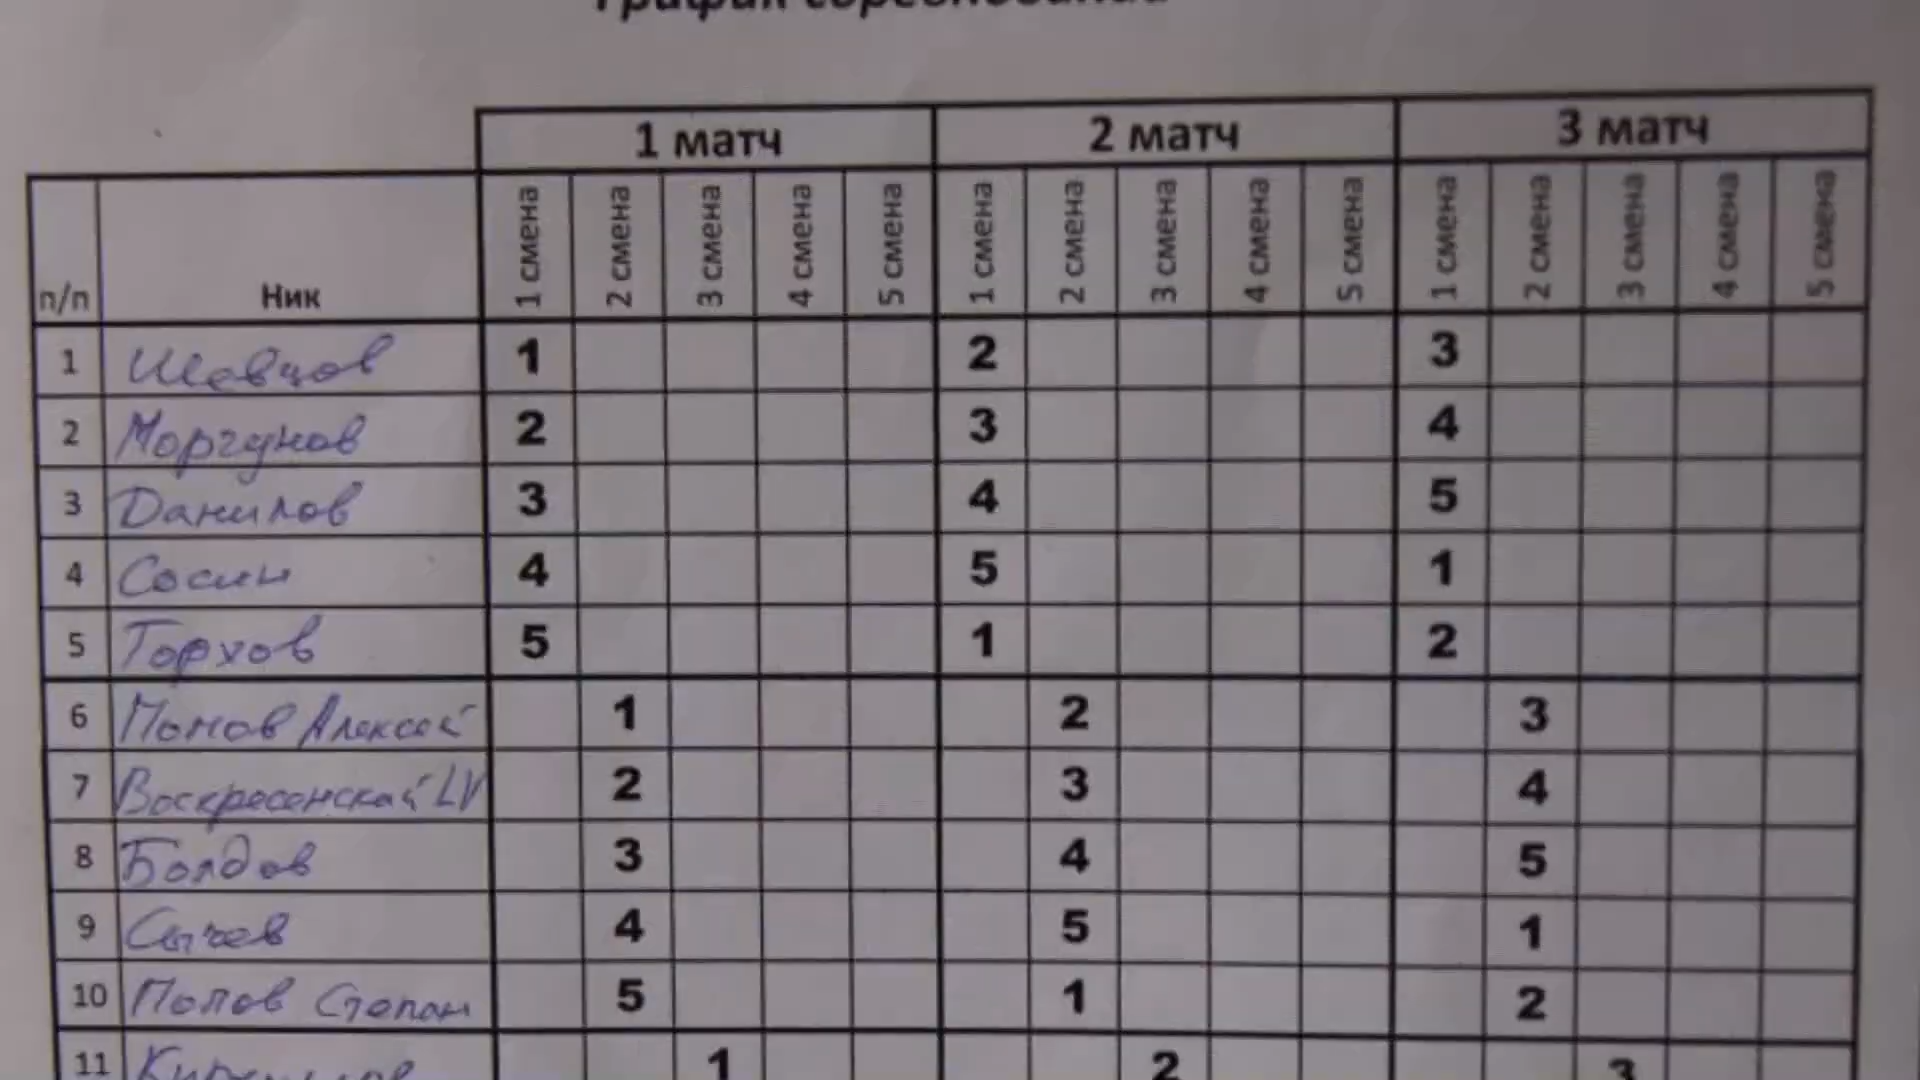 График соревнований
1 матч 2 матч 3 матч
п/п Ник 1 смена 2 смена 3 смена 4 смена 5 смена 1 смена 2 смена 3 смена 4 смена 5 смена 1 смена 2 смена 3 смена 4 смена 5 смена
1 Шевцов 1 2 3
2 Моргунов 2 3 4
3 Данилов 3 4 5
4 Сосин 4 5 1
5 Горхов 5 1 2
6 Попов Алексей 1 2 3
7 Воскресенский LV 2 3 4
8 Болдов 3 4 5
9 Сычев 4 5 1
10 Попов Степан 5 1 2
11 1 2 3